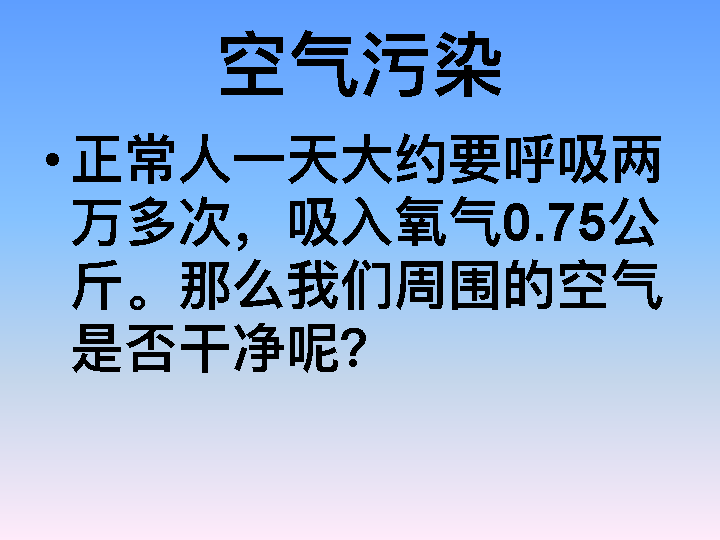 空气污染
•正常人一天大约要呼吸两
万多次，吸入氧气0.75公
斤。那么我们周围的空气
是否干净呢?